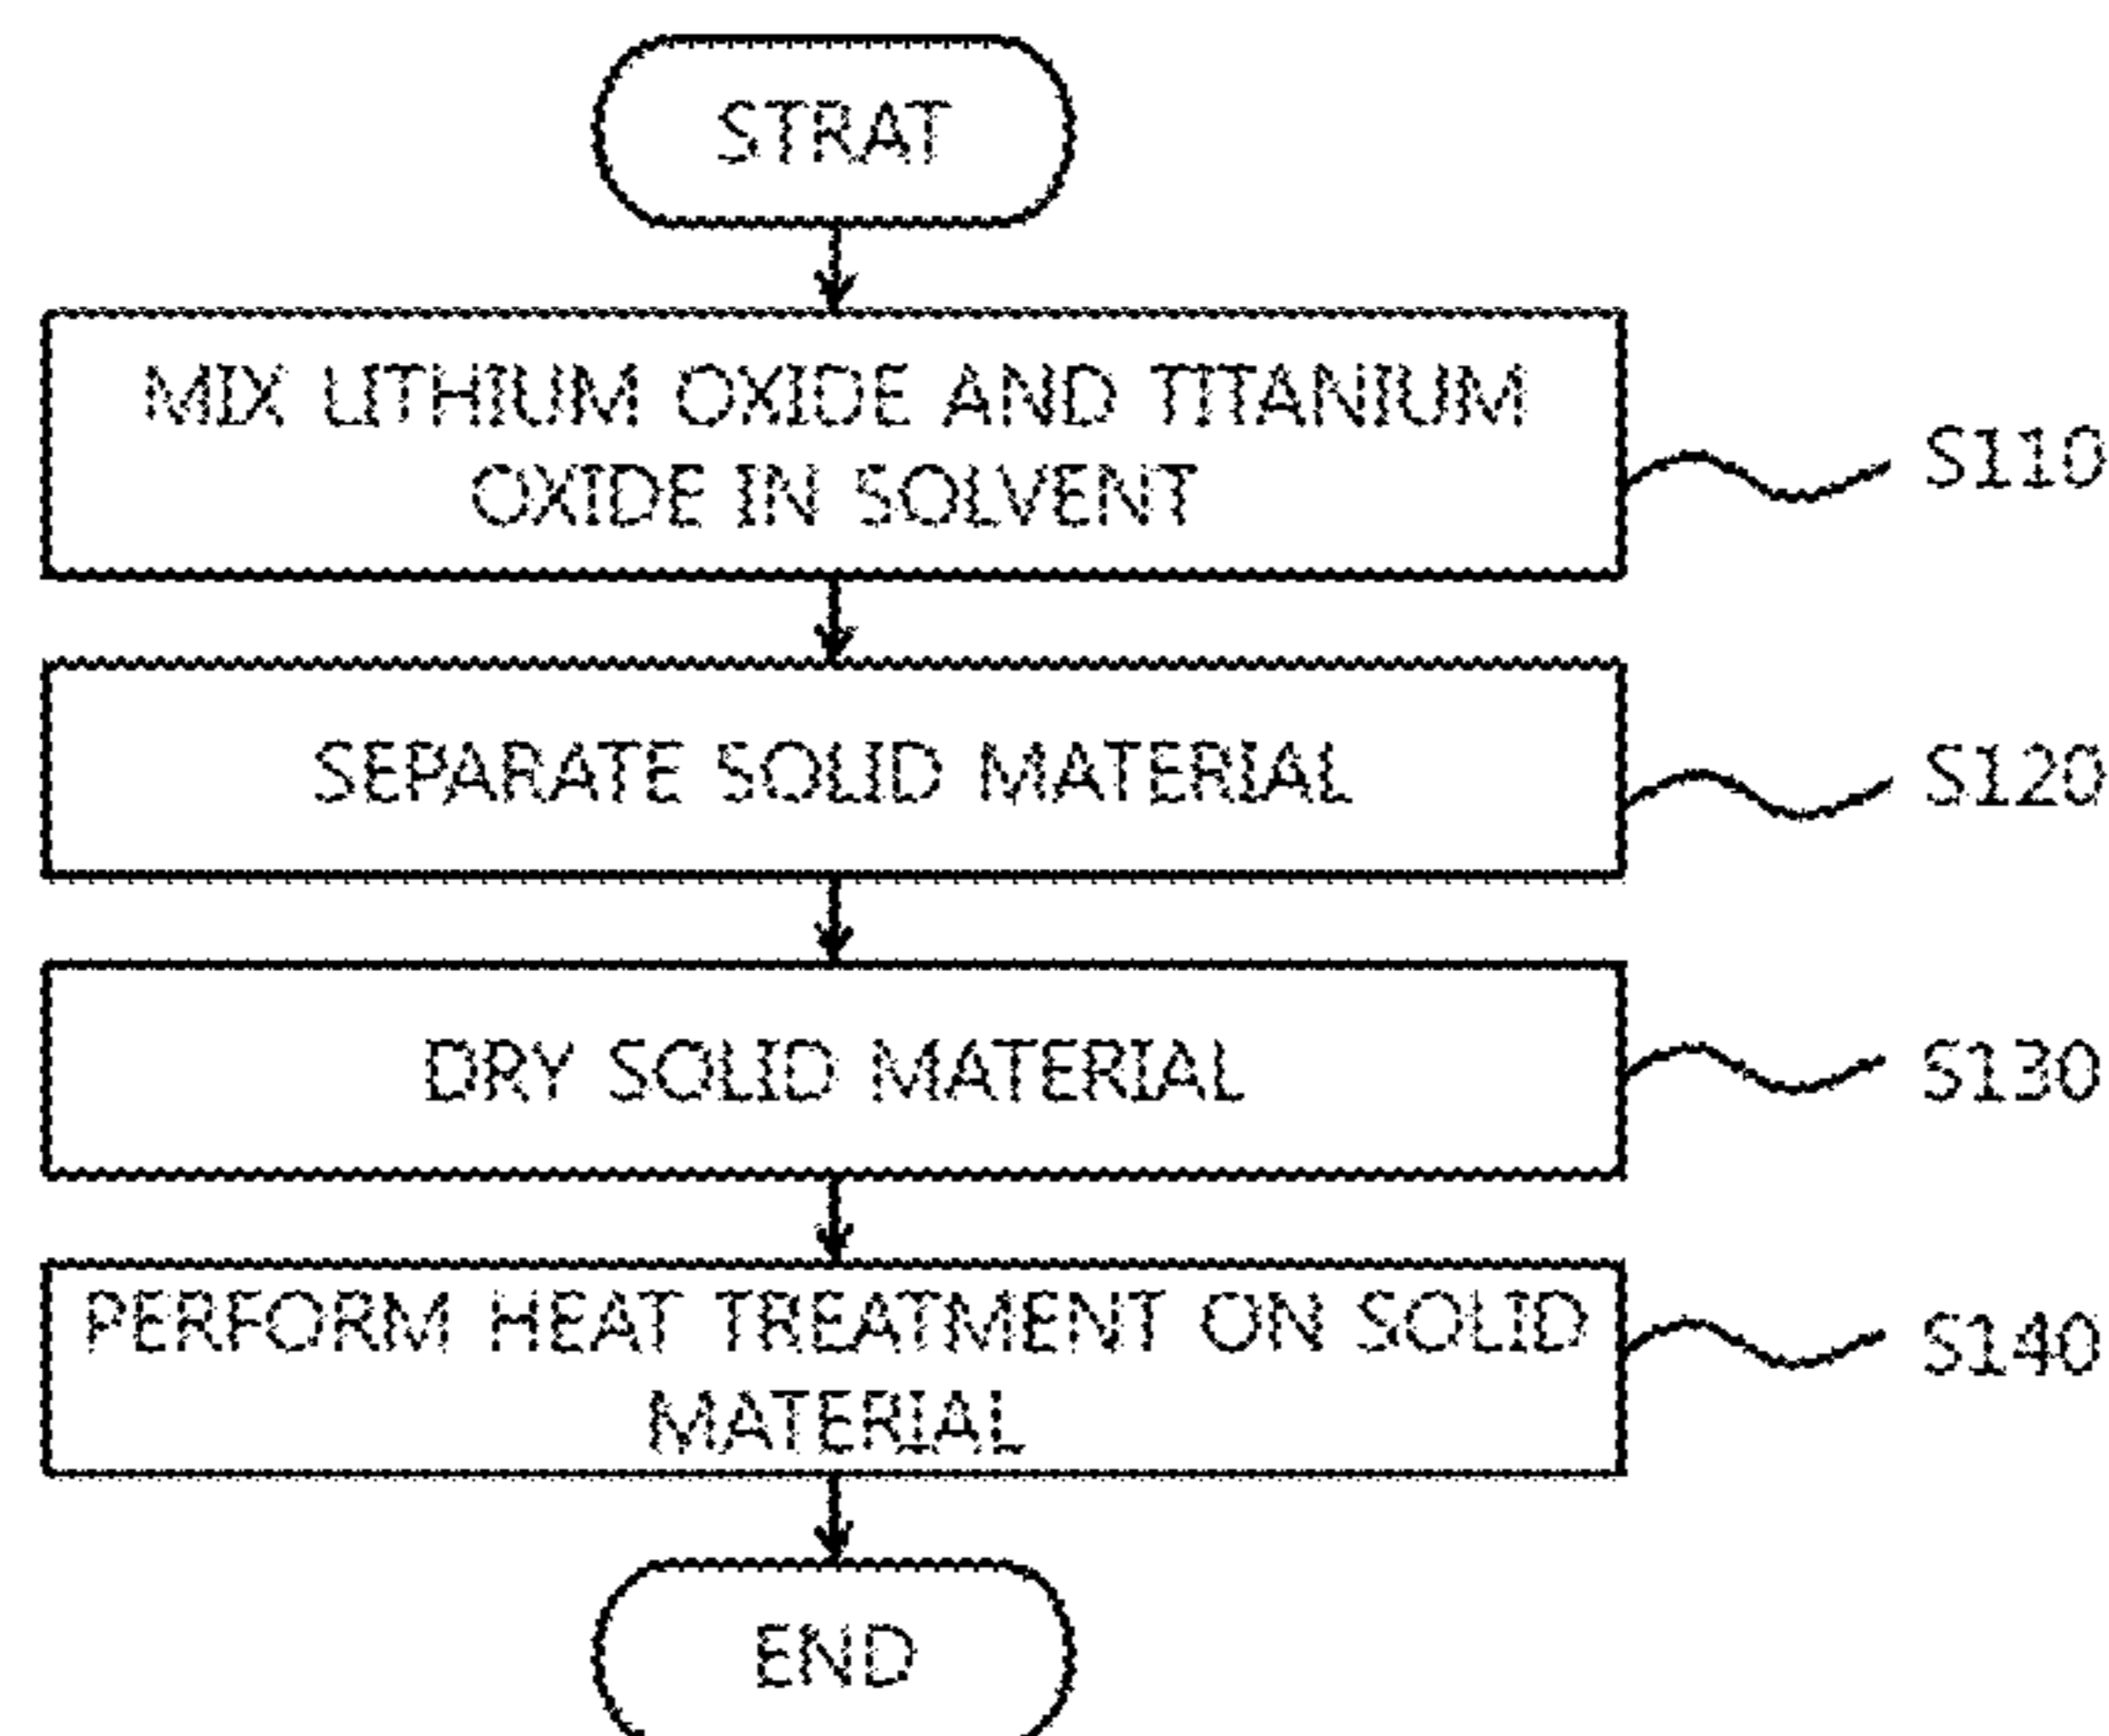 STRAT
MIX LITHIUM OXIDE AND TITANIUM
OXIDE IN SOLVENT
S110
SEPARATE SOLID MATERIAL
S120
DRY SOLID MATERIAL
S130
PERFORM HEAT TREATMENT ON SOLID
MATERIAL
S140
END